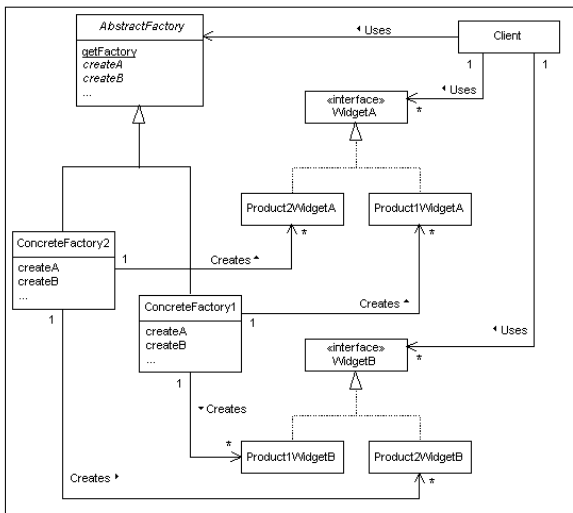 AbstractFactory
getFactory
createA
createB
...
Uses
Client
1
1
Uses
*
«interface»
WidgetA
Product2WidgetA
Product1WidgetA
*
*
ConcreteFactory2
createA
createB
...
1
Creates
1
ConcreteFactory1
createA
createB
...
1
Creates
1
Uses
«interface»
WidgetB
*
Creates
*
Product1WidgetB
Product2WidgetB
Creates
*